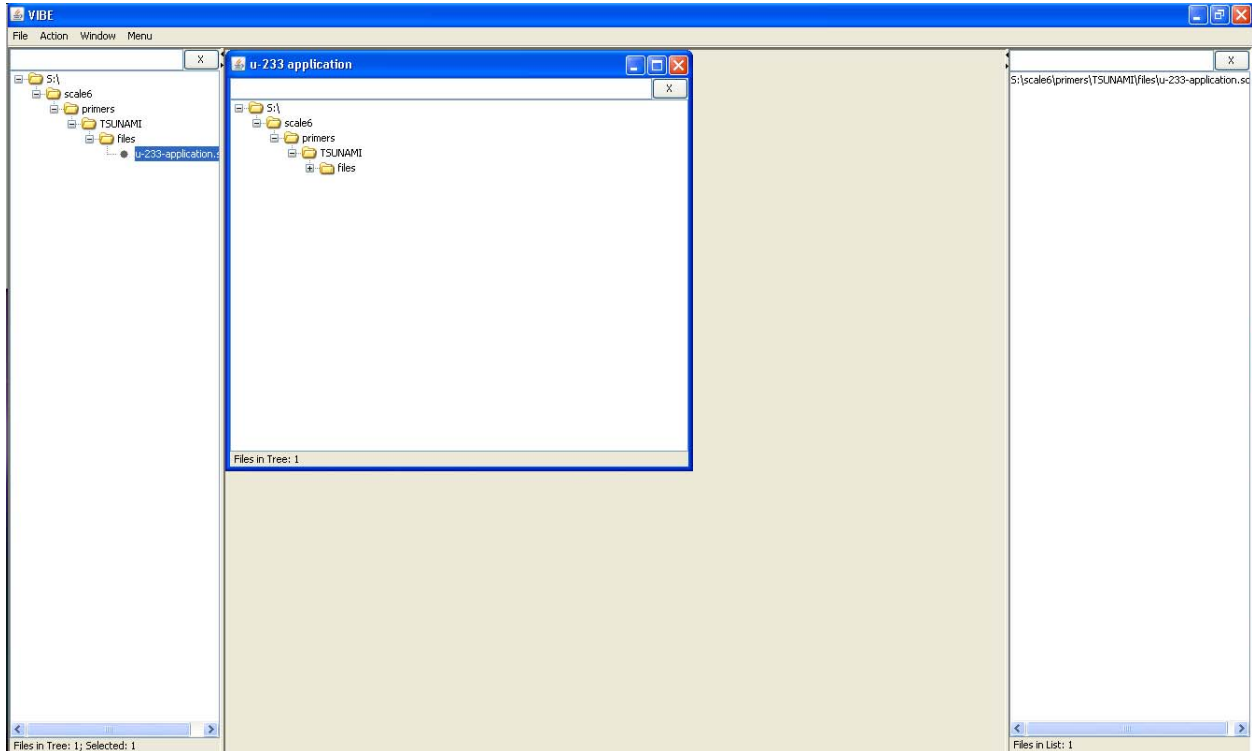 VIBE
File Action Window Menu
X
S:\
scale6
primers
TSUNAMI
files
u-233-application.s
Files in Tree: 1; Selected: 1
u-233 application
X
S:\
scale6
primers
TSUNAMI
files
Files in Tree: 1
X
S:\scale6\primers\TSUNAMI\files\u-233-application.sc
Files in List: 1